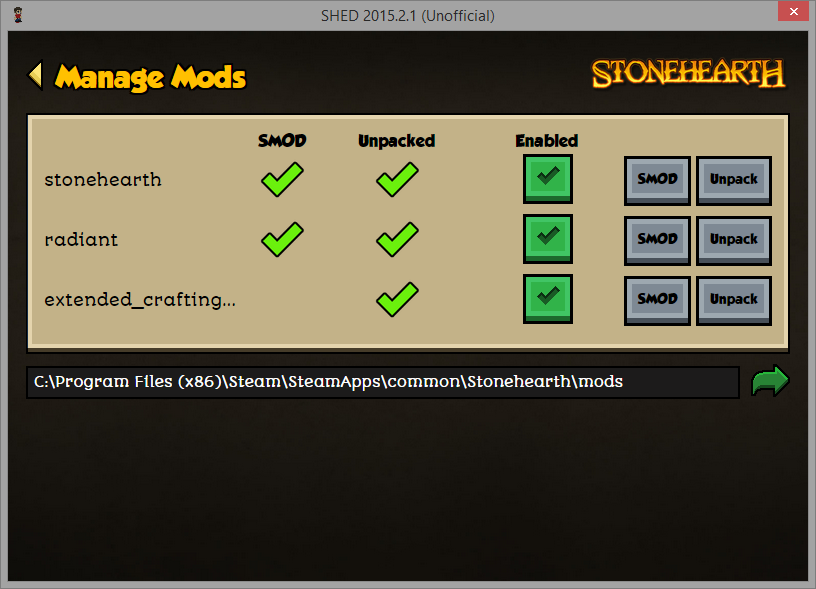 SHED 2015.2.1 (Unofficial)
Manage Mods
STONEHEARTH
SMOD Unpacked Enabled
stonehearth SMOD Unpack
radiant SMOD Unpack
extended_crafting... SMOD Unpack
C:\Program Files (x86)\Steam\SteamApps\common\Stonehearth\mods